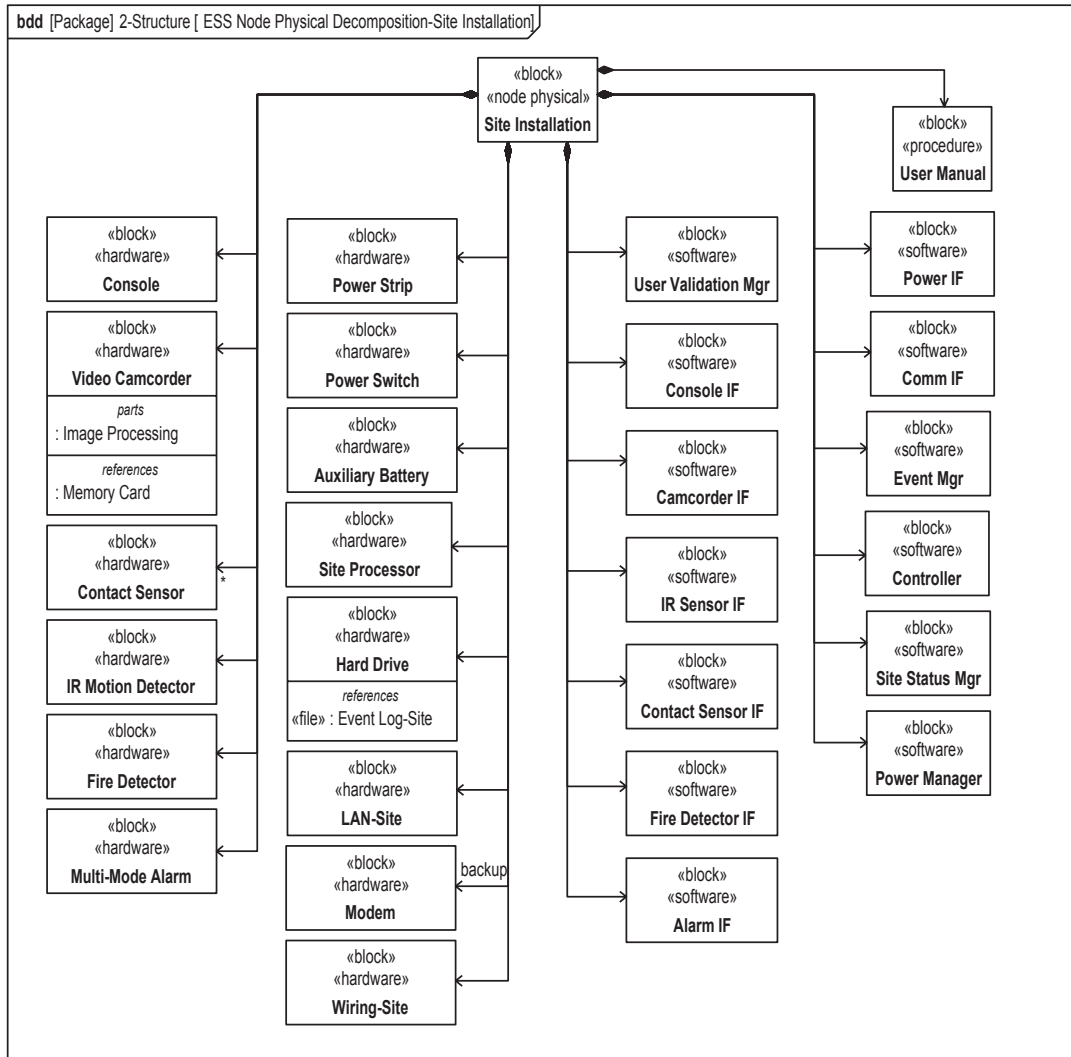 bdd [Package] 2-Structure [ ESS Node Physical Decomposition-Site Installation]
«block»
«node physical»
Site Installation
«block»
«procedure»
User Manual
«block»
«hardware»
Console
«block»
«hardware»
Video Camcorder
parts
: Image Processing
references
: Memory Card
«block»
«hardware»
Contact Sensor
*
«block»
«hardware»
IR Motion Detector
«block»
«hardware»
Fire Detector
«block»
«hardware»
Multi-Mode Alarm
«block»
«hardware»
Power Strip
«block»
«hardware»
Power Switch
«block»
«hardware»
Auxiliary Battery
«block»
«hardware»
Site Processor
«block»
«hardware»
Hard Drive
references
«file» : Event Log-Site
«block»
«hardware»
LAN-Site
backup
«block»
«hardware»
Modem
«block»
«hardware»
Wiring-Site
«block»
«software»
User Validation Mgr
«block»
«software»
Console IF
«block»
«software»
Camcorder IF
«block»
«software»
IR Sensor IF
«block»
«software»
Contact Sensor IF
«block»
«software»
Fire Detector IF
«block»
«software»
Alarm IF
«block»
«software»
Power IF
«block»
«software»
Comm IF
«block»
«software»
Event Mgr
«block»
«software»
Controller
«block»
«software»
Site Status Mgr
«block»
«software»
Power Manager